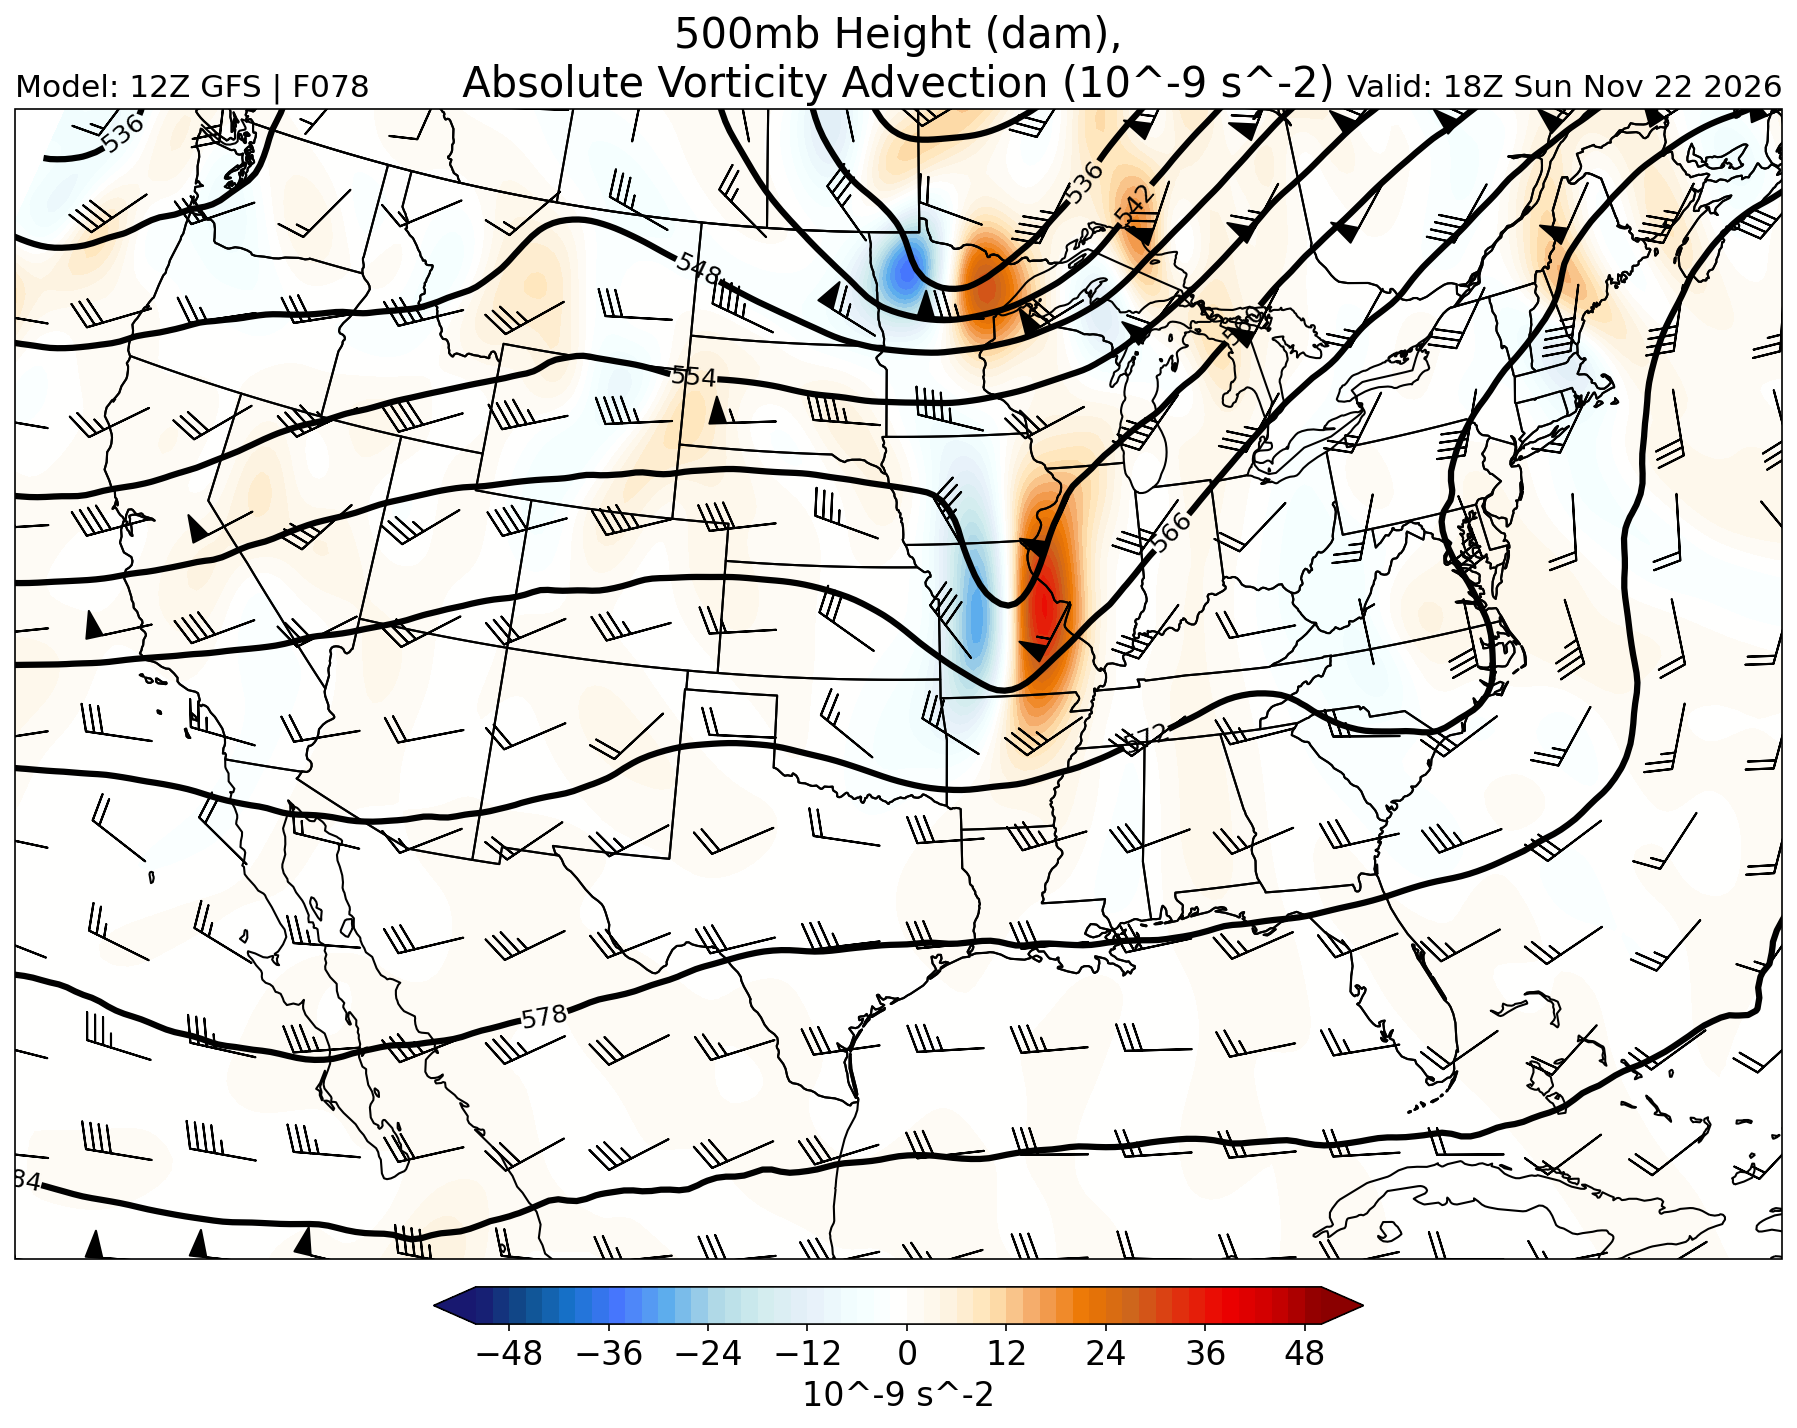 500mb Height (dam),
Model: 12Z GFS | F078
Absolute Vorticity Advection (10^-9 s^-2)
Valid: 18Z Sun Nov 22 2026
536
536
542
548
554
566
572
578
−48 −36 −24 −12 0 12 24 36 48
10^-9 s^-2